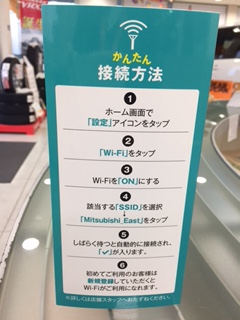 かんたん
接続方法
1
ホーム画面で
「設定」アイコンをタップ
2
「Wi-Fi」をタップ
3
Wi-Fiを「ON」にする
4
該当する「SSID」を選択
↓
「Mitsubishi_East」をタップ
5
しばらく待つと自動的に接続され、
「✓」が入ります。
6
初めてご利用のお客様は
新規登録していただくと
Wi-Fiがご利用になれます。
※詳しくは店舗スタッフへおたずねください。